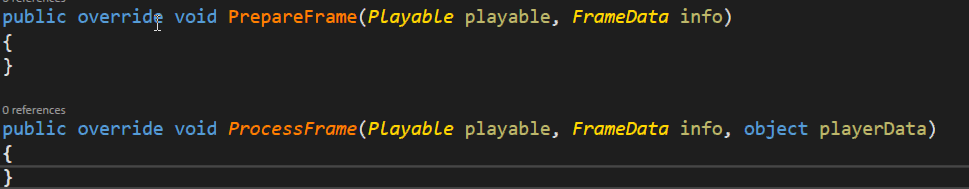 public override void PrepareFrame(Playable playable, FrameData info)
{
}
0 references
public override void ProcessFrame(Playable playable, FrameData info, object playerData)
{
}